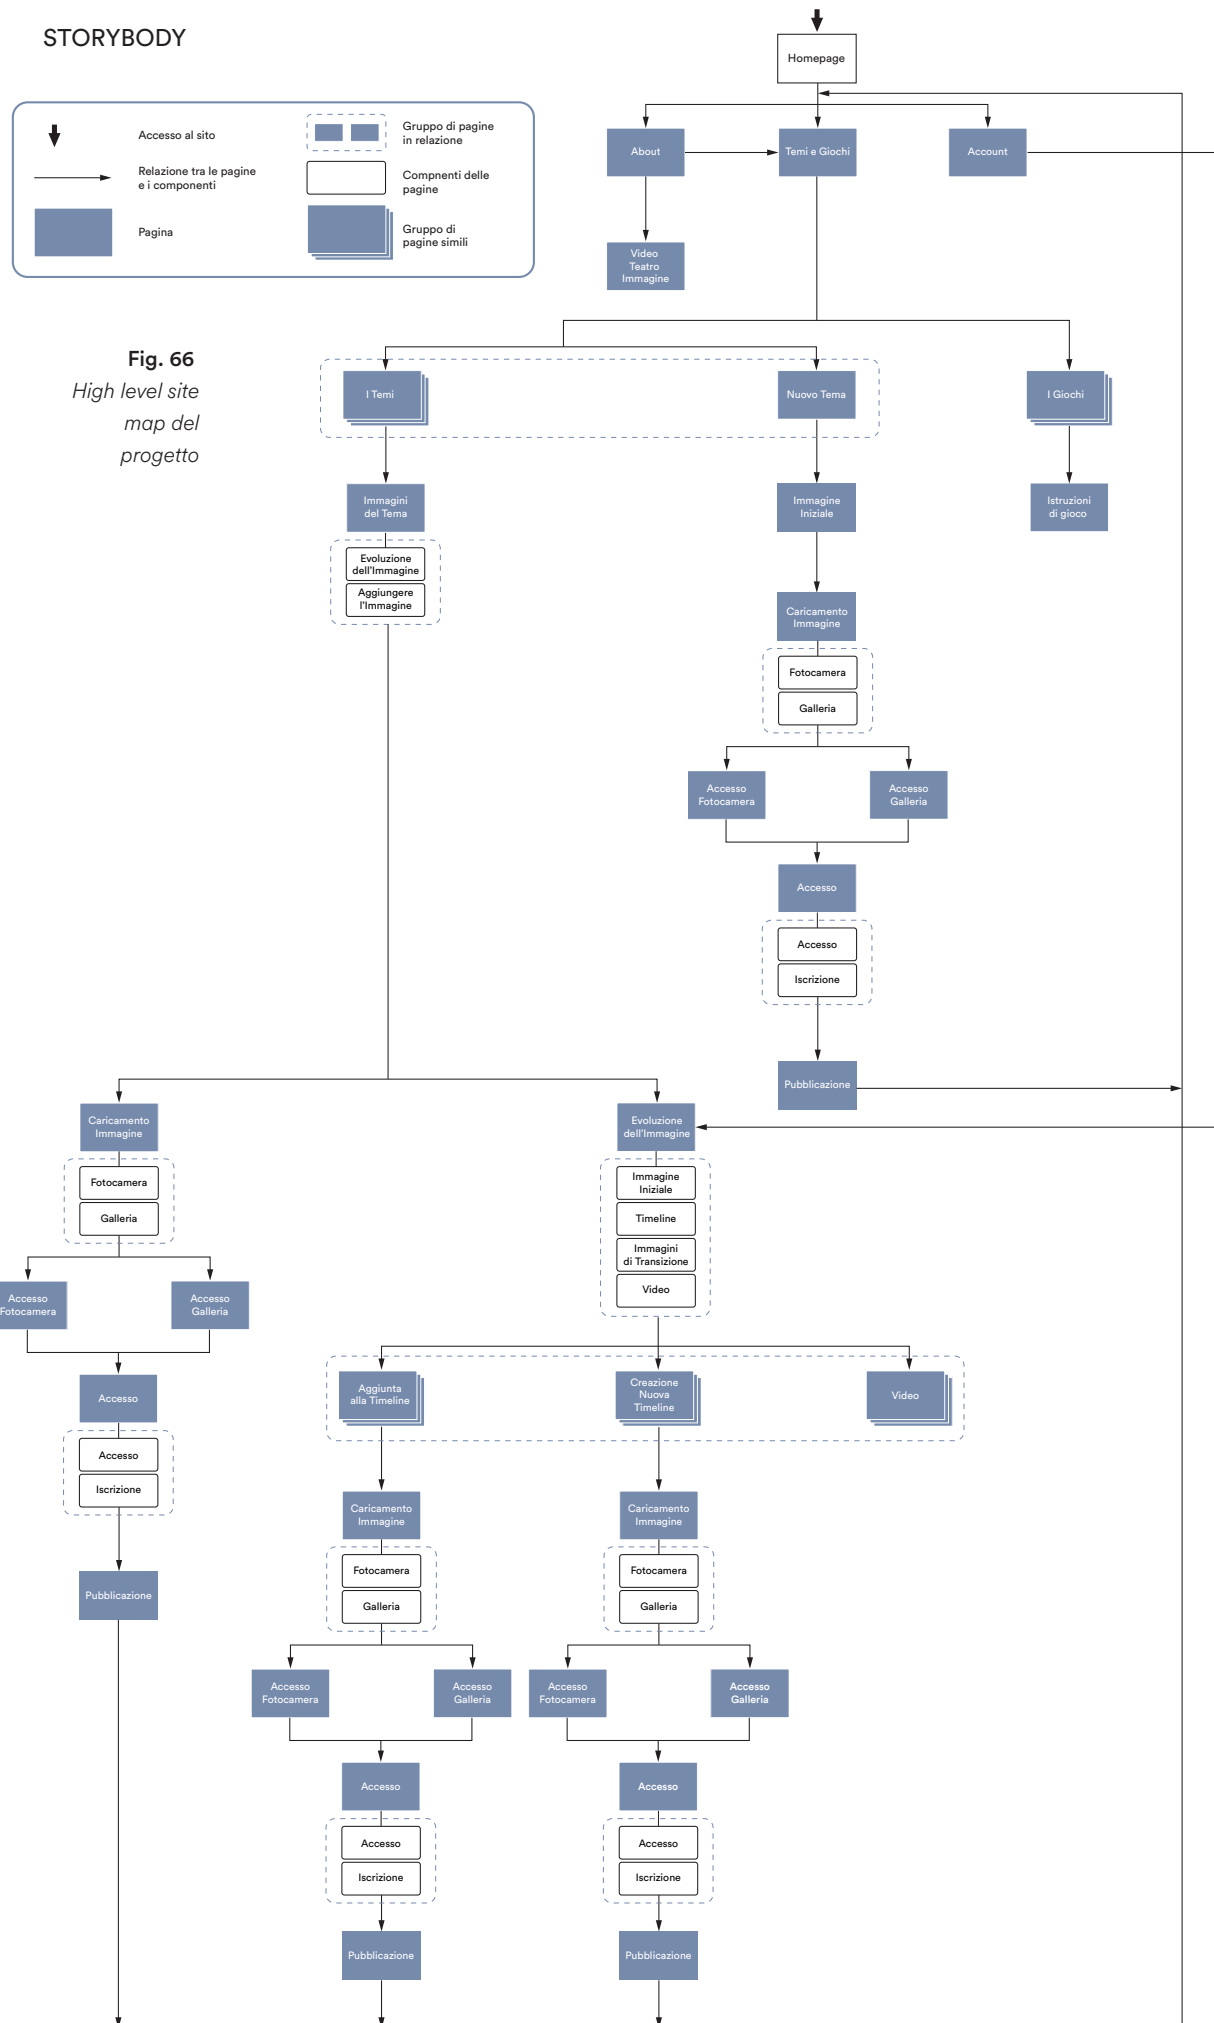 STORYBODY
Homepage
Accesso al sito
Gruppo di pagine
in relazione
Relazione tra le pagine
e i componenti
Compnenti delle
pagine
Pagina
Gruppo di
pagine simili
About
Temi e Giochi
Account
Video
Teatro
Immagine
Fig. 66
High level site
map del
progetto
I Temi
Nuovo Tema
I Giochi
Immagini
del Tema
Immagine
Iniziale
Istruzioni
di gioco
Evoluzione
dell'Immagine
Aggiungere
l'Immagine
Caricamento
Immagine
Fotocamera
Galleria
Accesso
Fotocamera
Accesso
Galleria
Accesso
Accesso
Iscrizione
Pubblicazione
Caricamento
Immagine
Evoluzione
dell'Immagine
Fotocamera
Galleria
Immagine
Iniziale
Timeline
Immagini
di Transizione
Video
Accesso
Fotocamera
Accesso
Galleria
Accesso
Accesso
Iscrizione
Pubblicazione
Aggiunta
alla Timeline
Creazione
Nuova
Timeline
Video
Caricamento
Immagine
Caricamento
Immagine
Fotocamera
Galleria
Fotocamera
Galleria
Accesso
Fotocamera
Accesso
Galleria
Accesso
Fotocamera
Accesso
Galleria
Accesso
Accesso
Accesso
Iscrizione
Accesso
Iscrizione
Pubblicazione
Pubblicazione